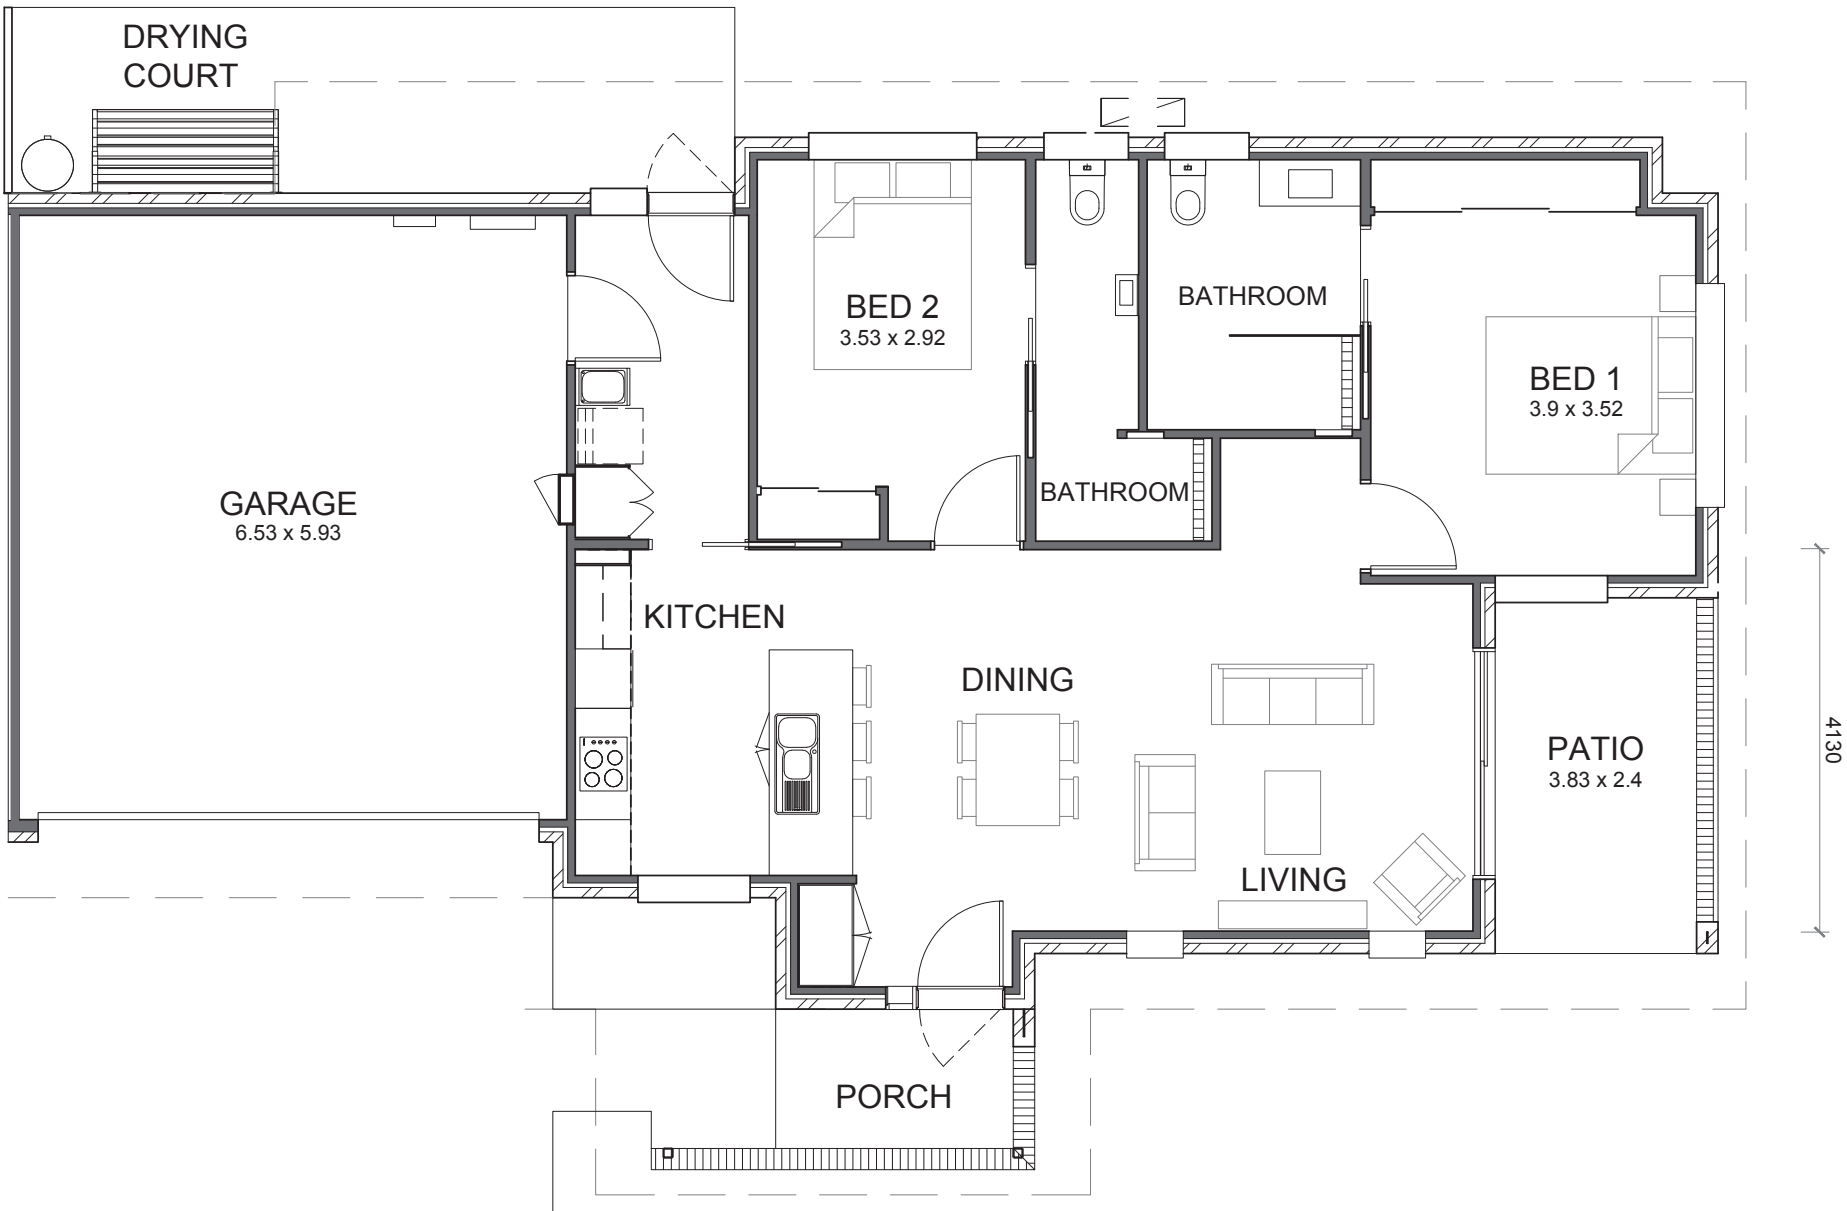 DRYING
COURT
BED 2
3.53 x 2.92
BATHROOM
BED 1
3.9 x 3.52
GARAGE
6.53 x 5.93
BATHROOM
KITCHEN
DINING
PATIO
3.83 x 2.4
4130
LIVING
PORCH